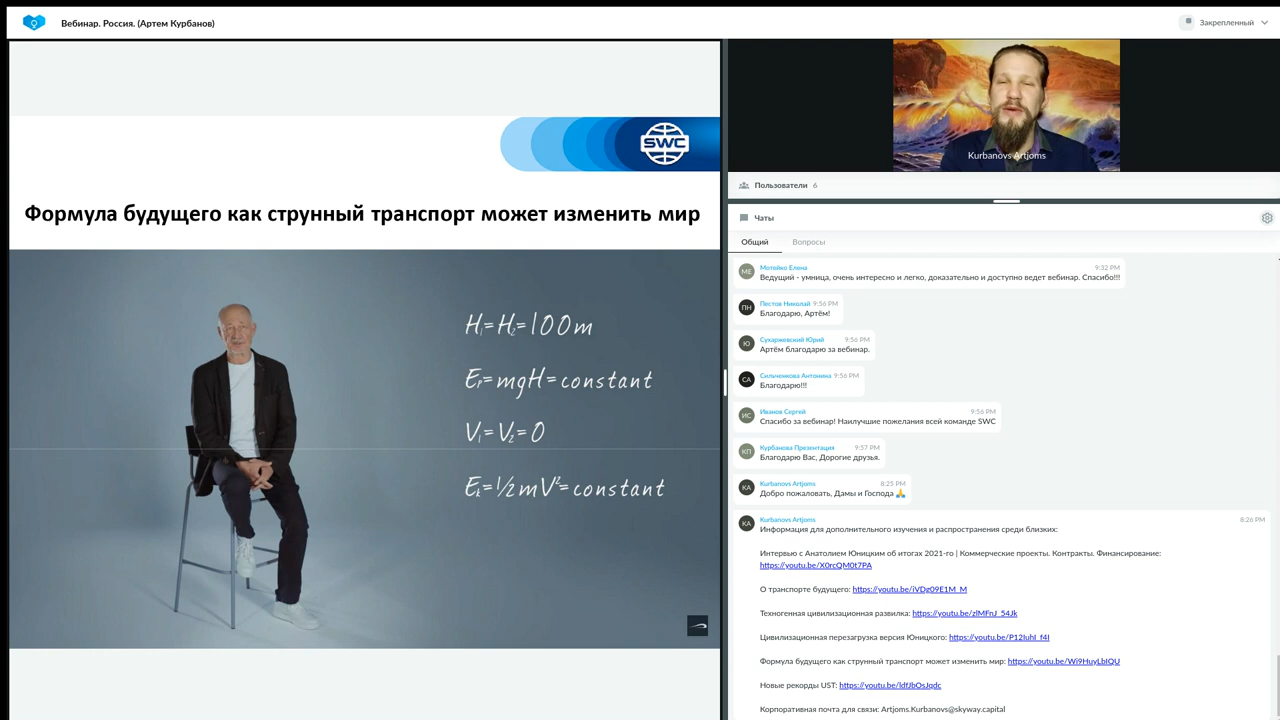 Вебинар. Россия. (Артем Курбанов)
Закрепленный
SWC
Формула будущего как струнный транспорт может изменить мир
H₁=H₂=100m
Eₚ=mgH=constant
V₁=V₂=0
Eₖ=½mV²=constant
Kurbanovs Artjoms
Пользователи 6
Чаты
Общий Вопросы
ME Мотейко Елена 9:32 PM
Ведущий - умница, очень интересно и легко, доказательно и доступно ведет вебинар. Спасибо!!!
ПН Пестов Николай 9:56 PM
Благодарю, Артём!
Ю Сухаржевский Юрий 9:56 PM
Артём благодарю за вебинар.
СА Сильченкова Антонина 9:56 PM
Благодарю!!!
ИС Иванов Сергей 9:56 PM
Спасибо за вебинар! Наилучшие пожелания всей команде SWC
КП Курбанова Презентация 9:57 PM
Благодарю Вас, Дорогие друзья.
KA Kurbanovs Artjoms 8:25 PM
Добро пожаловать, Дамы и Господа 🙏
KA Kurbanovs Artjoms 8:26 PM
Информация для дополнительного изучения и распространения среди близких:
Интервью с Анатолием Юницким об итогах 2021-го | Коммерческие проекты. Контракты. Финансирование:
https://youtu.be/X0rcQM0t7PA
О транспорте будущего: https://youtu.be/iVDg09E1M_M
Техногенная цивилизационная развилка: https://youtu.be/zlMFnJ_54Jk
Цивилизационная перезагрузка версия Юницкого: https://youtu.be/P12IuhI_f4I
Формула будущего как струнный транспорт может изменить мир: https://youtu.be/Wi9HuyLbIQU
Новые рекорды UST: https://youtu.be/ldfJbOsJqdc
Корпоративная почта для связи: Artjoms.Kurbanovs@skyway.capital